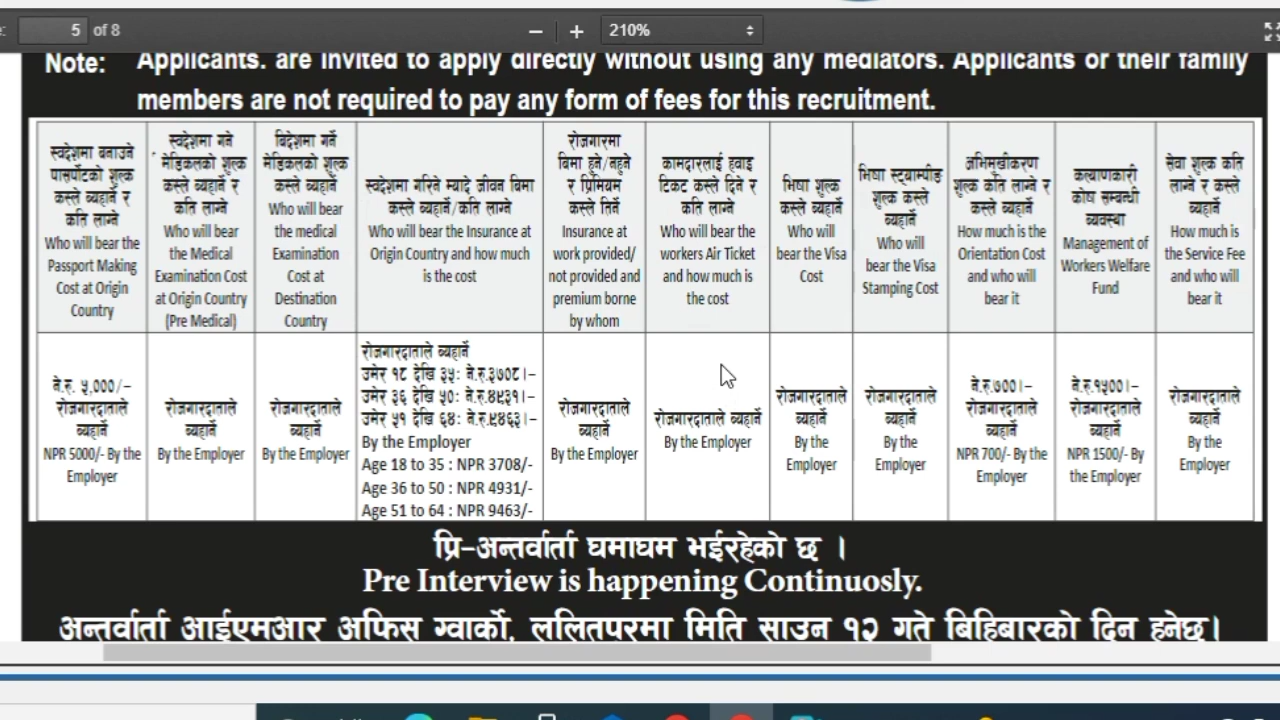 5 of 8
210%
Note: Applicants. are invited to apply directly without using any mediators. Applicants or their family
members are not required to pay any form of fees for this recruitment.
स्वदेशमा बनाउने
पासर्पोटको शुल्क
कस्ले ब्यहार्ने र
कति लाग्ने
Who will bear the
Passport Making
Cost at Origin
Country
स्वदेशमा गने
मेडिकलको शुल्क
कस्ले ब्यहार्ने र
कति लाग्ने
Who will bear
the Medical
Examination Cost
at Origin Country
(Pre Medical)
बिदेशमा गर्ने
मेडिकलको शुल्क
कस्ले ब्यहार्ने
Who will bear
the medical
Examination
Cost at
Destination
Country
स्वदेशमा गरिने म्यादे जीवन बिमा
कस्ले ब्यहार्ने/कति लाग्ने
Who will bear the Insurance at
Origin Country and how much
is the cost
रोजगारमा
बिमा हुने/नहुने
र प्रिमियम
कस्ले तिर्ने
Insurance at
work provided/
not provided and
premium borne
by whom
कामदारलाई हवाइ
टिकट कस्ले दिने र
कति लाग्ने
Who will bear the
workers Air Ticket
and how much is
the cost
भिषा शुल्क
कस्ले ब्यहार्ने
Who will
bear the Visa
Cost
भिषा स्ट्याम्पीङ
शुल्क कस्ले
ब्यहार्ने
Who will
bear the Visa
Stamping Cost
अभिमुखीकरण
शुल्क कति लाग्ने र
कस्ले ब्यहार्ने
How much is the
Orientation Cost
and who will
bear it
कल्याणकारी
कोष सम्बन्धी
ब्यवस्था
Management of
Workers Welfare
Fund
सेवा शुल्क कति
लाग्ने र कस्ले
ब्यहार्ने
How much is
the Service Fee
and who will
bear it
ने.रु. ५,000/–
रोजगारदाताले
ब्यहार्ने
NPR 5000/- By the
Employer
रोजगारदाताले
ब्यहार्ने
By the Employer
रोजगारदाताले
ब्यहार्ने
By the Employer
रोजगारदाताले ब्यहार्ने
उमेर १८ देखि ३५ः ने.रु.३७०८।–
उमेर ३६ देखि ५०ः ने.रु.४९३१।–
उमेर ५१ देखि ६४ः ने.रु.९४६३।–
By the Employer
Age 18 to 35 : NPR 3708/-
Age 36 to 50 : NPR 4931/-
Age 51 to 64 : NPR 9463/-
रोजगारदाताले
ब्यहार्ने
By the Employer
रोजगारदाताले ब्यहार्ने
By the Employer
रोजगारदाताले
ब्यहार्ने
By the
Employer
रोजगारदाताले
ब्यहार्ने
By the
Employer
ने.रु.७००।–
रोजगारदाताले
ब्यहार्ने
NPR 700/- By the
Employer
ने.रु.१५००।–
रोजगारदाताले
ब्यहार्ने
NPR 1500/- By
the Employer
रोजगारदाताले
ब्यहार्ने
By the
Employer
प्रि–अन्तर्वार्ता घमाघम भईरहेको छ ।
Pre Interview is happening Continuosly.
अन्तर्वार्ता आईएमआर अफिस ग्वार्को, ललितपुरमा मिति साउन १२ गते बिहिबारको दिन हुनेछ।